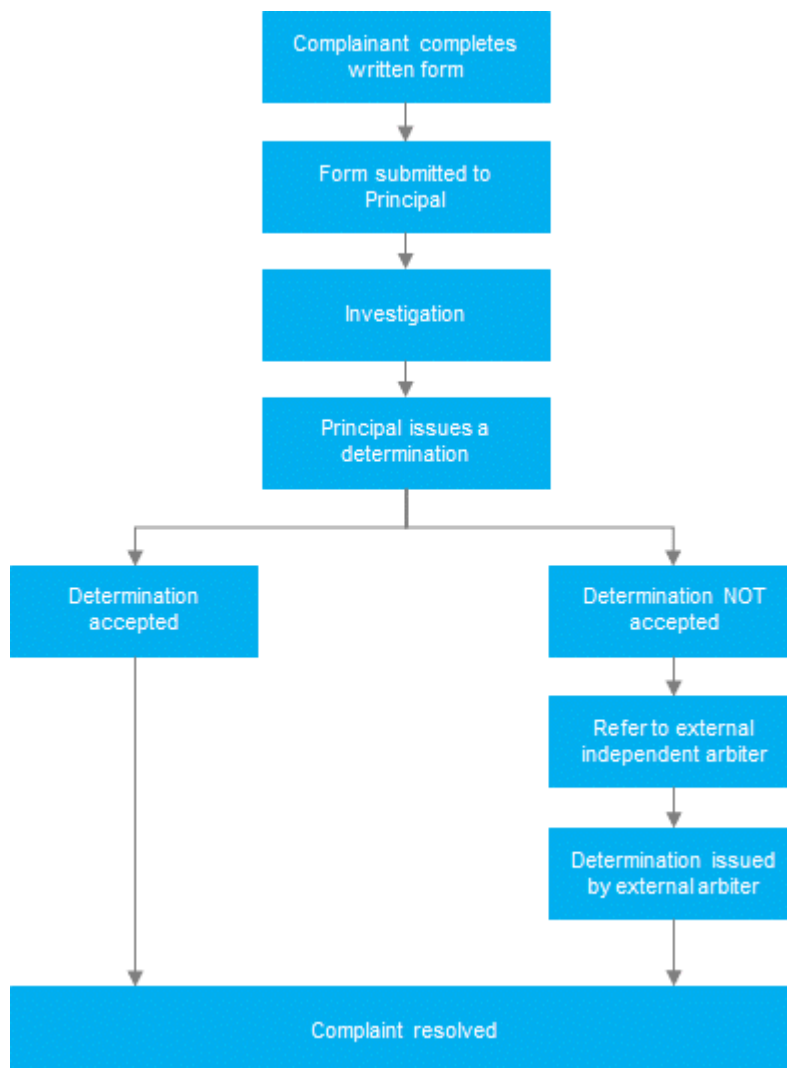 Complainant completes
written form
Form submitted to
Principal
Investigation
Principal issues a
determination
Determination
accepted
Determination NOT
accepted
Refer to external
independent arbiter
Determination issued
by external arbiter
Complaint resolved